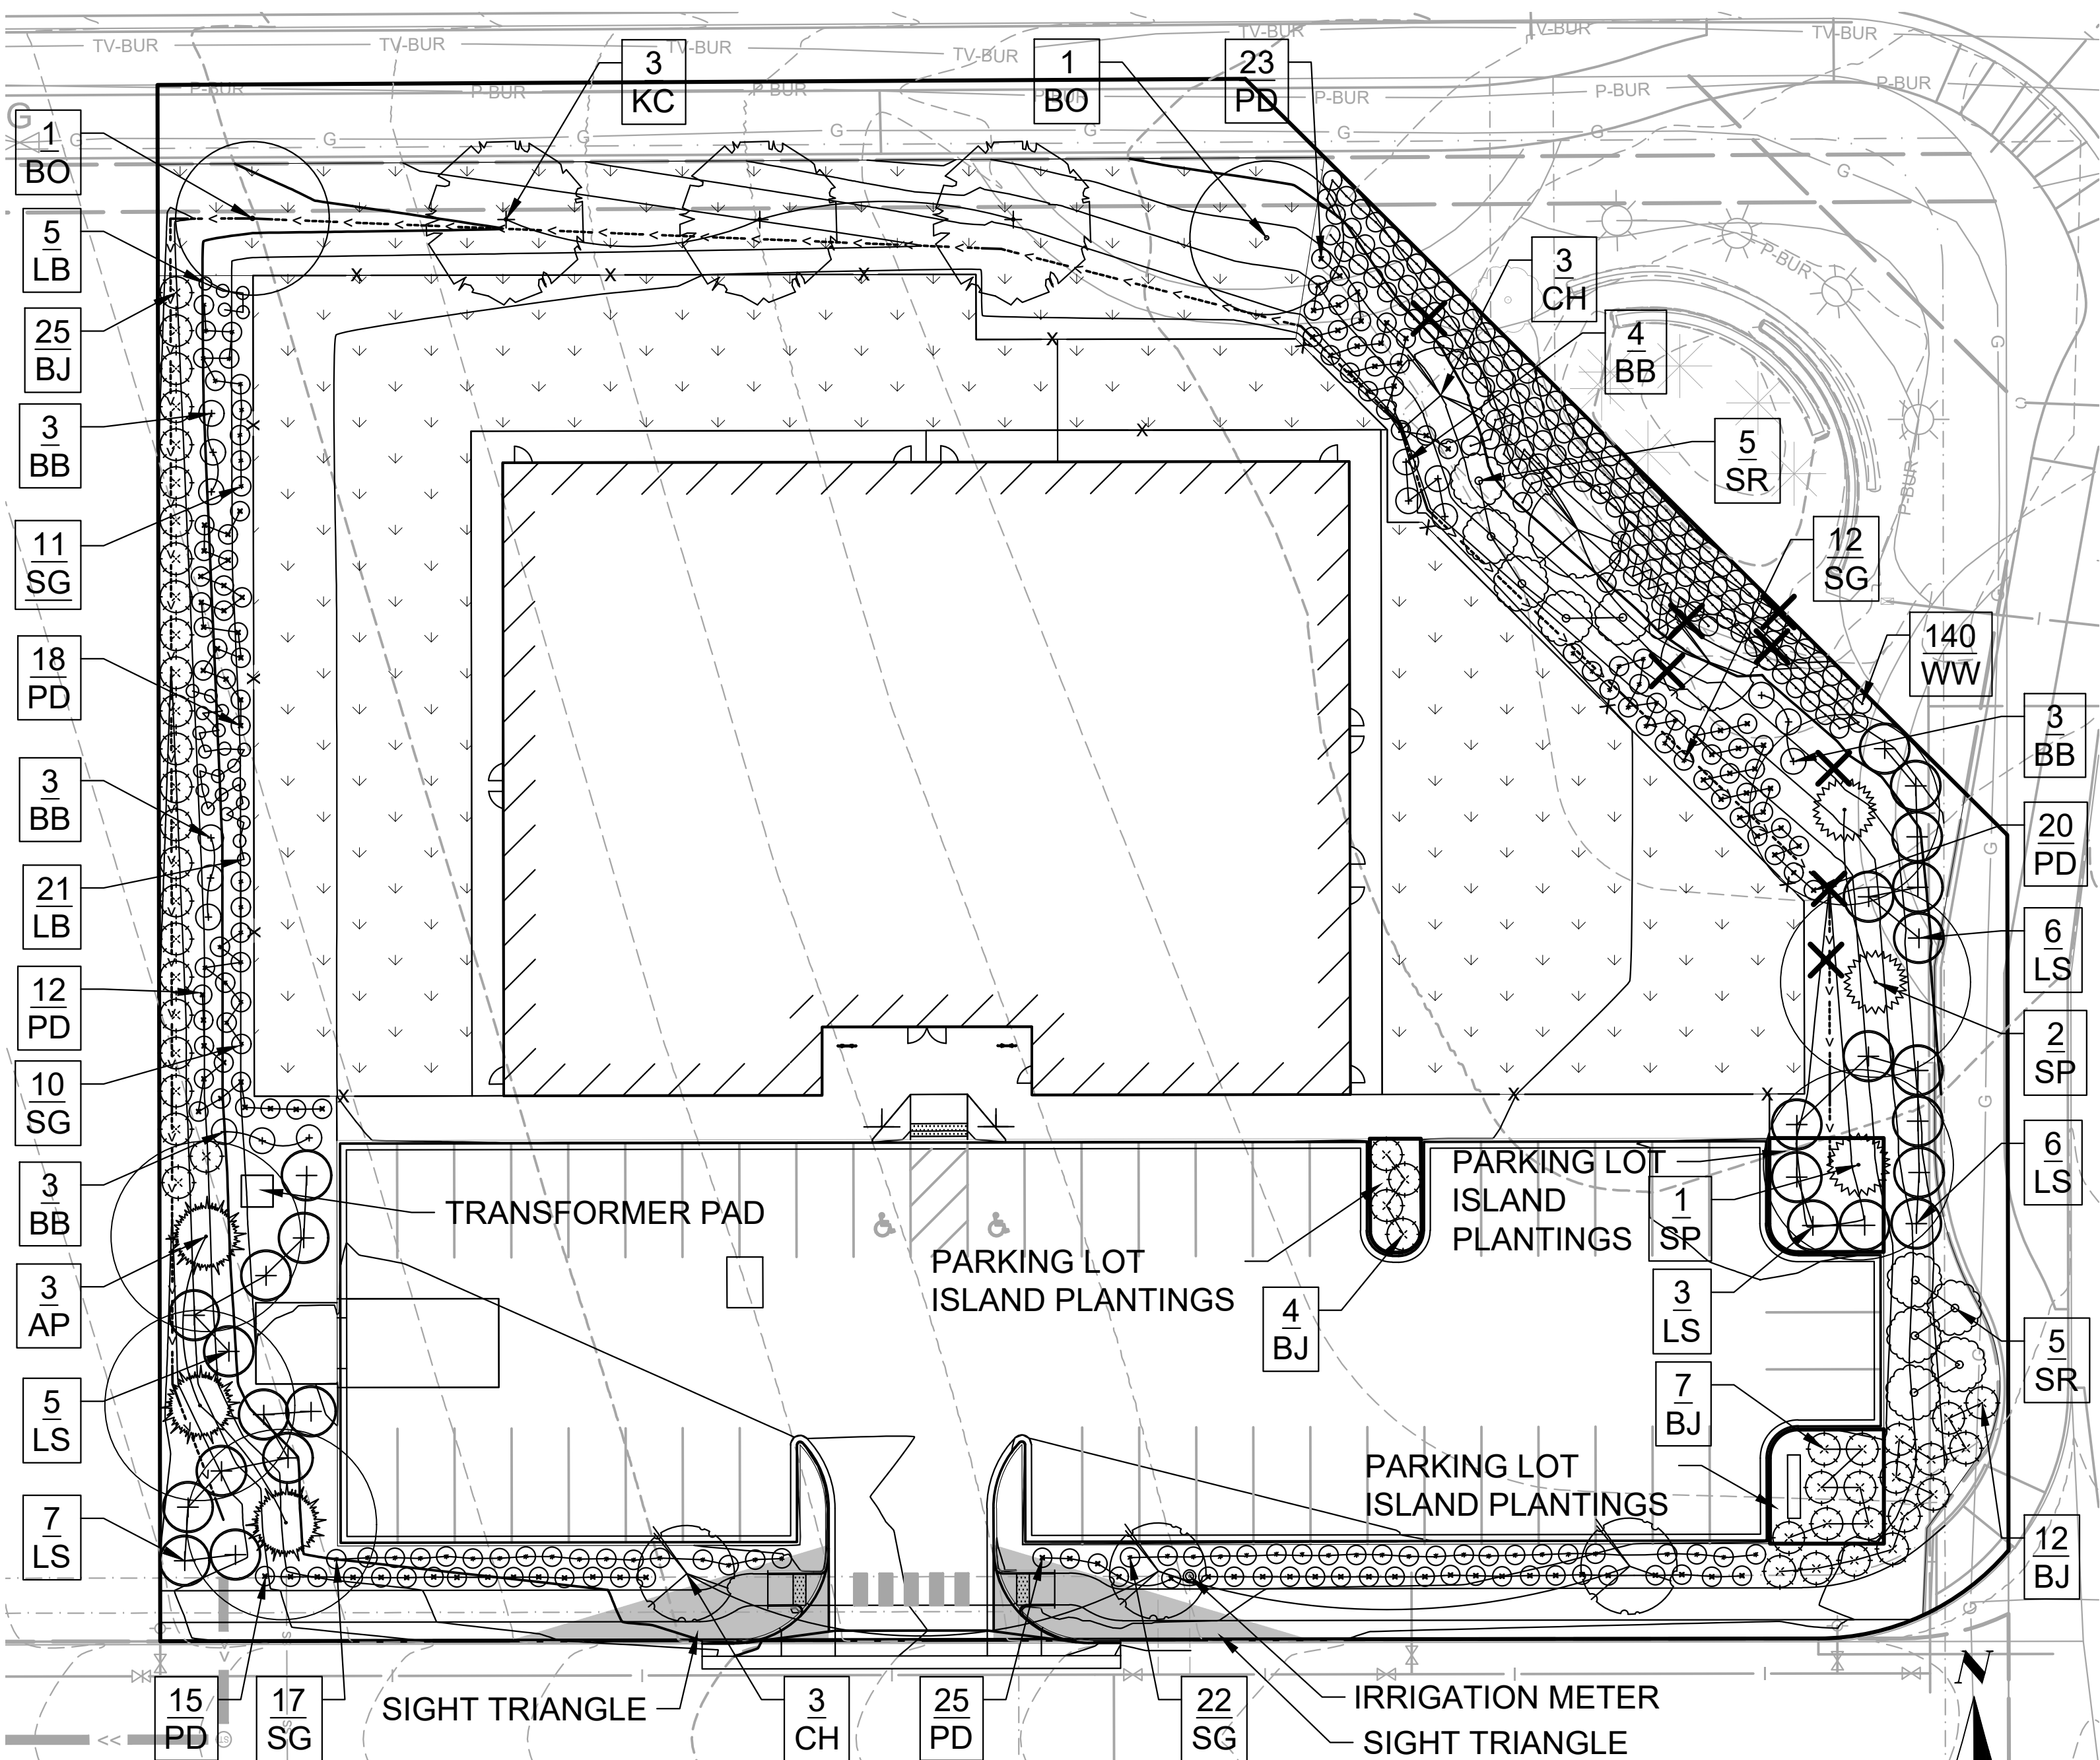 TV-BUR
TV-BUR
TV-BUR
TV-BUR
TV-BUR
TV-BUR
TV-BUR
P-BUR
P-BUR
P-BUR
P-BUR
P-BUR
P-BUR
P-BUR
G
G
G
G
G
G
G
1
BO
3
KC
1
BO
23
PD
5
LB
25
BJ
3
BB
11
SG
18
PD
3
BB
21
LB
12
PD
10
SG
3
BB
3
AP
5
LS
7
LS
3
CH
4
BB
P-BUR
5
SR
P-BUR
12
SG
140
WW
3
BB
20
PD
6
LS
2
SP
6
LS
5
SR
12
BJ
TRANSFORMER PAD
PARKING LOT
ISLAND PLANTINGS
PARKING LOT
ISLAND
PLANTINGS
1
SP
4
BJ
3
LS
7
BJ
PARKING LOT
ISLAND PLANTINGS
15
PD
17
SG
SIGHT TRIANGLE
3
CH
25
PD
22
SG
IRRIGATION METER
SIGHT TRIANGLE
N